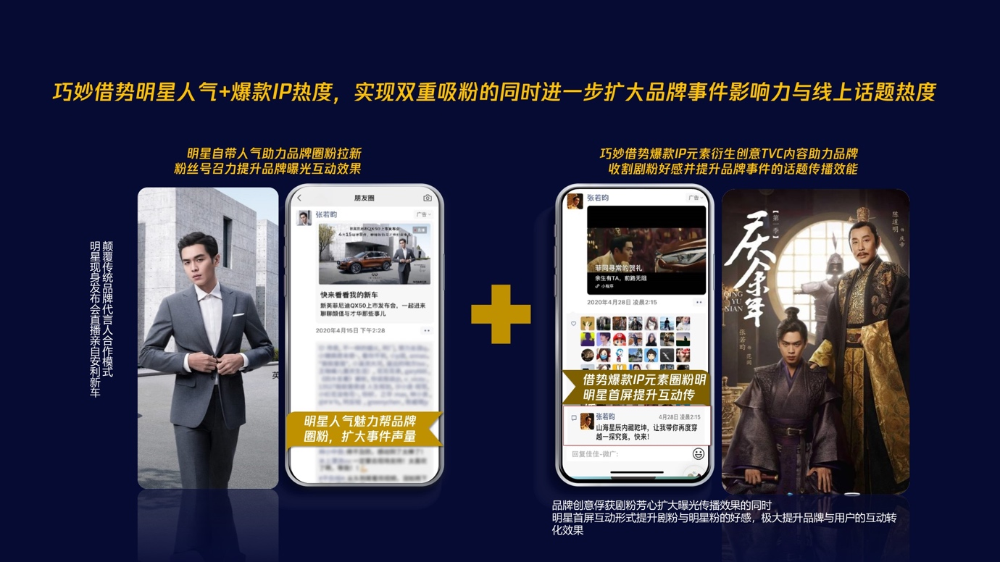 巧妙借势明星人气+爆款IP热度，实现双重吸粉的同时进一步扩大品牌事件影响力与线上话题热度
明星自带人气助力品牌圈粉拉新
粉丝号召力提升品牌曝光互动效果
颠覆传统品牌代言人合作模式
明星现身发布会直播亲自安利新车
英
朋友圈
张若昀
广告
4月15日晚8点
快来看看我的新车
新英菲尼迪QX50上市发布会，一起进来
聊聊颜值与才华那些事儿
2020年4月15日 下午2:28
明星人气魅力帮品牌
圈粉，扩大事件声量
巧妙借势爆款IP元素衍生创意TVC内容助力品牌
收割剧粉好感并提升品牌事件的话题传播效能
张若昀
广告
菲同寻常的贺礼
余生有TA，前路无阻
小程序
2020年4月28日 凌晨2:15
借势爆款IP元素圈粉明
明星首屏提升互动传
张若昀
4月28日 凌晨2:15
山海星辰内藏乾坤，让我带你再度穿
越一探究竟，快来！
回复佳佳-微广：
庆余年
【第一季】
QING
YU
NIAN
陈道明 饰 庆帝
张若昀 饰 范闲
品牌创意俘获剧粉芳心扩大曝光传播效果的同时
明星首屏互动形式提升剧粉与明星粉的好感，极大提升品牌与用户的互动转
化效果